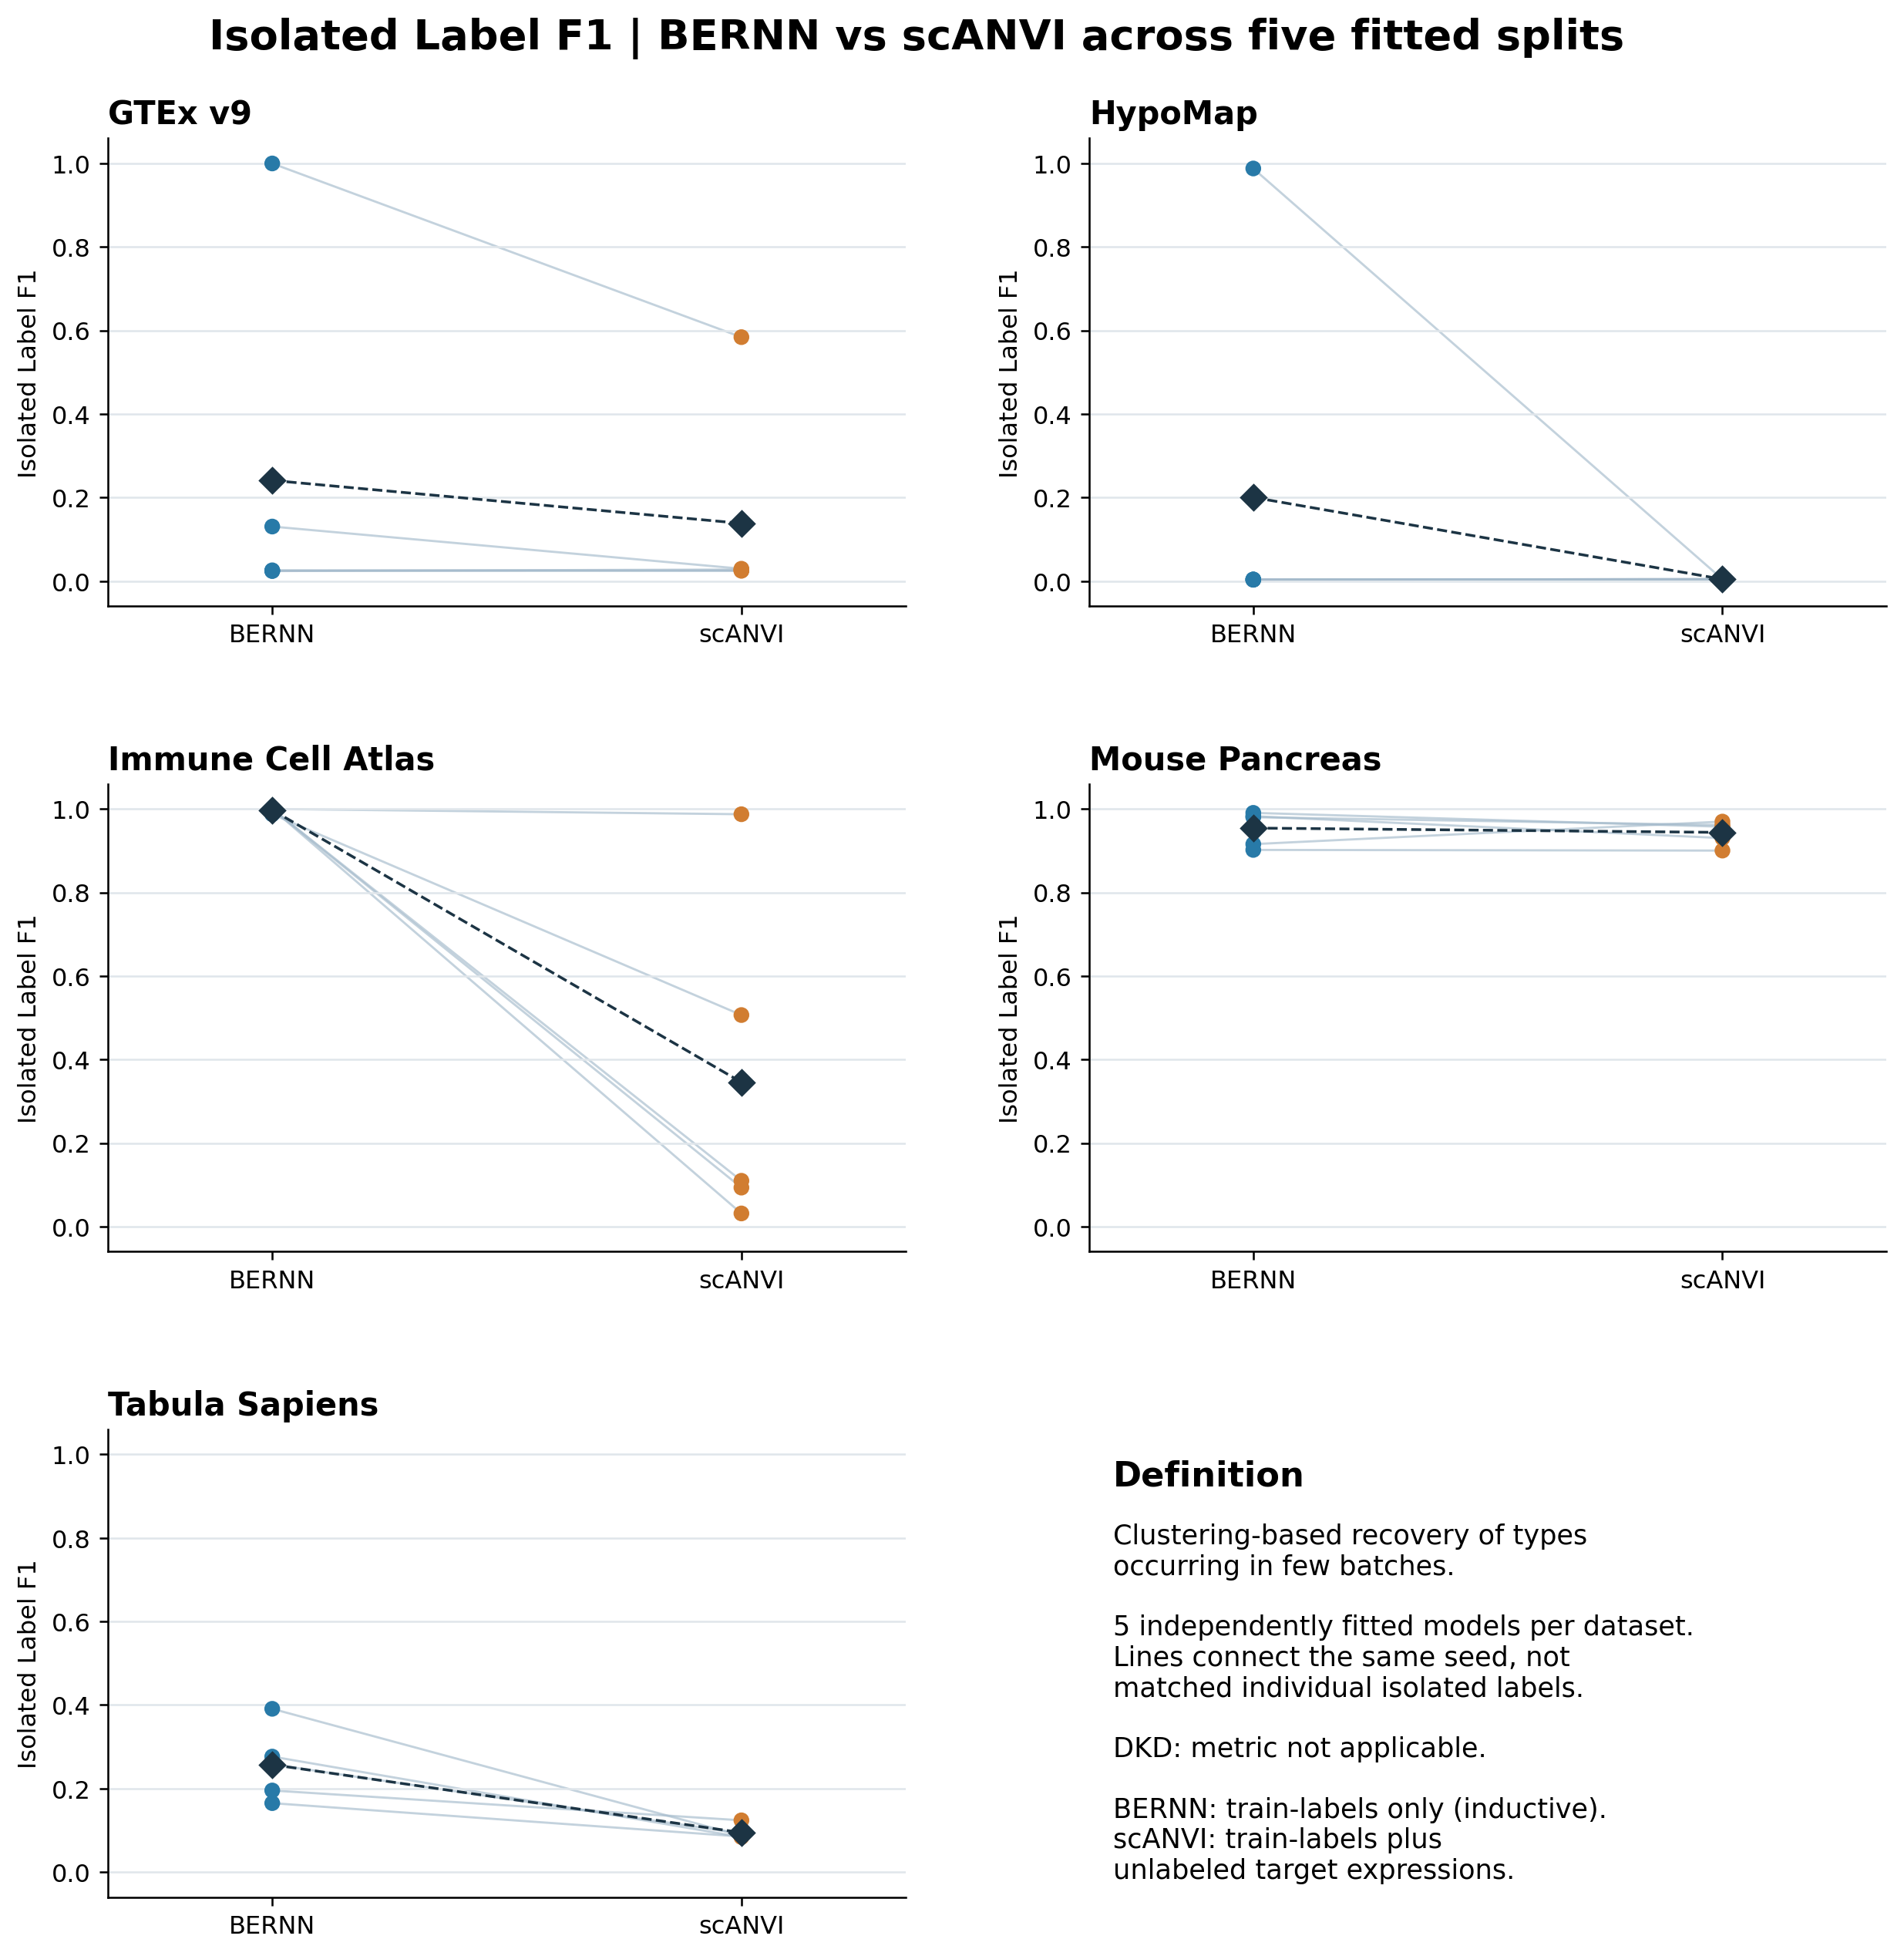 Isolated Label F1 | BERNN vs scANVI across five fitted splits
GTEx v9
Isolated Label F1
1.0
0.8
0.6
0.4
0.2
0.0
BERNN
scANVI
HypoMap
Isolated Label F1
1.0
0.8
0.6
0.4
0.2
0.0
BERNN
scANVI
Immune Cell Atlas
Isolated Label F1
1.0
0.8
0.6
0.4
0.2
0.0
BERNN
scANVI
Mouse Pancreas
Isolated Label F1
1.0
0.8
0.6
0.4
0.2
0.0
BERNN
scANVI
Tabula Sapiens
Isolated Label F1
1.0
0.8
0.6
0.4
0.2
0.0
BERNN
scANVI
Definition
Clustering-based recovery of types
occurring in few batches.
5 independently fitted models per dataset.
Lines connect the same seed, not
matched individual isolated labels.
DKD: metric not applicable.
BERNN: train-labels only (inductive).
scANVI: train-labels plus
unlabeled target expressions.